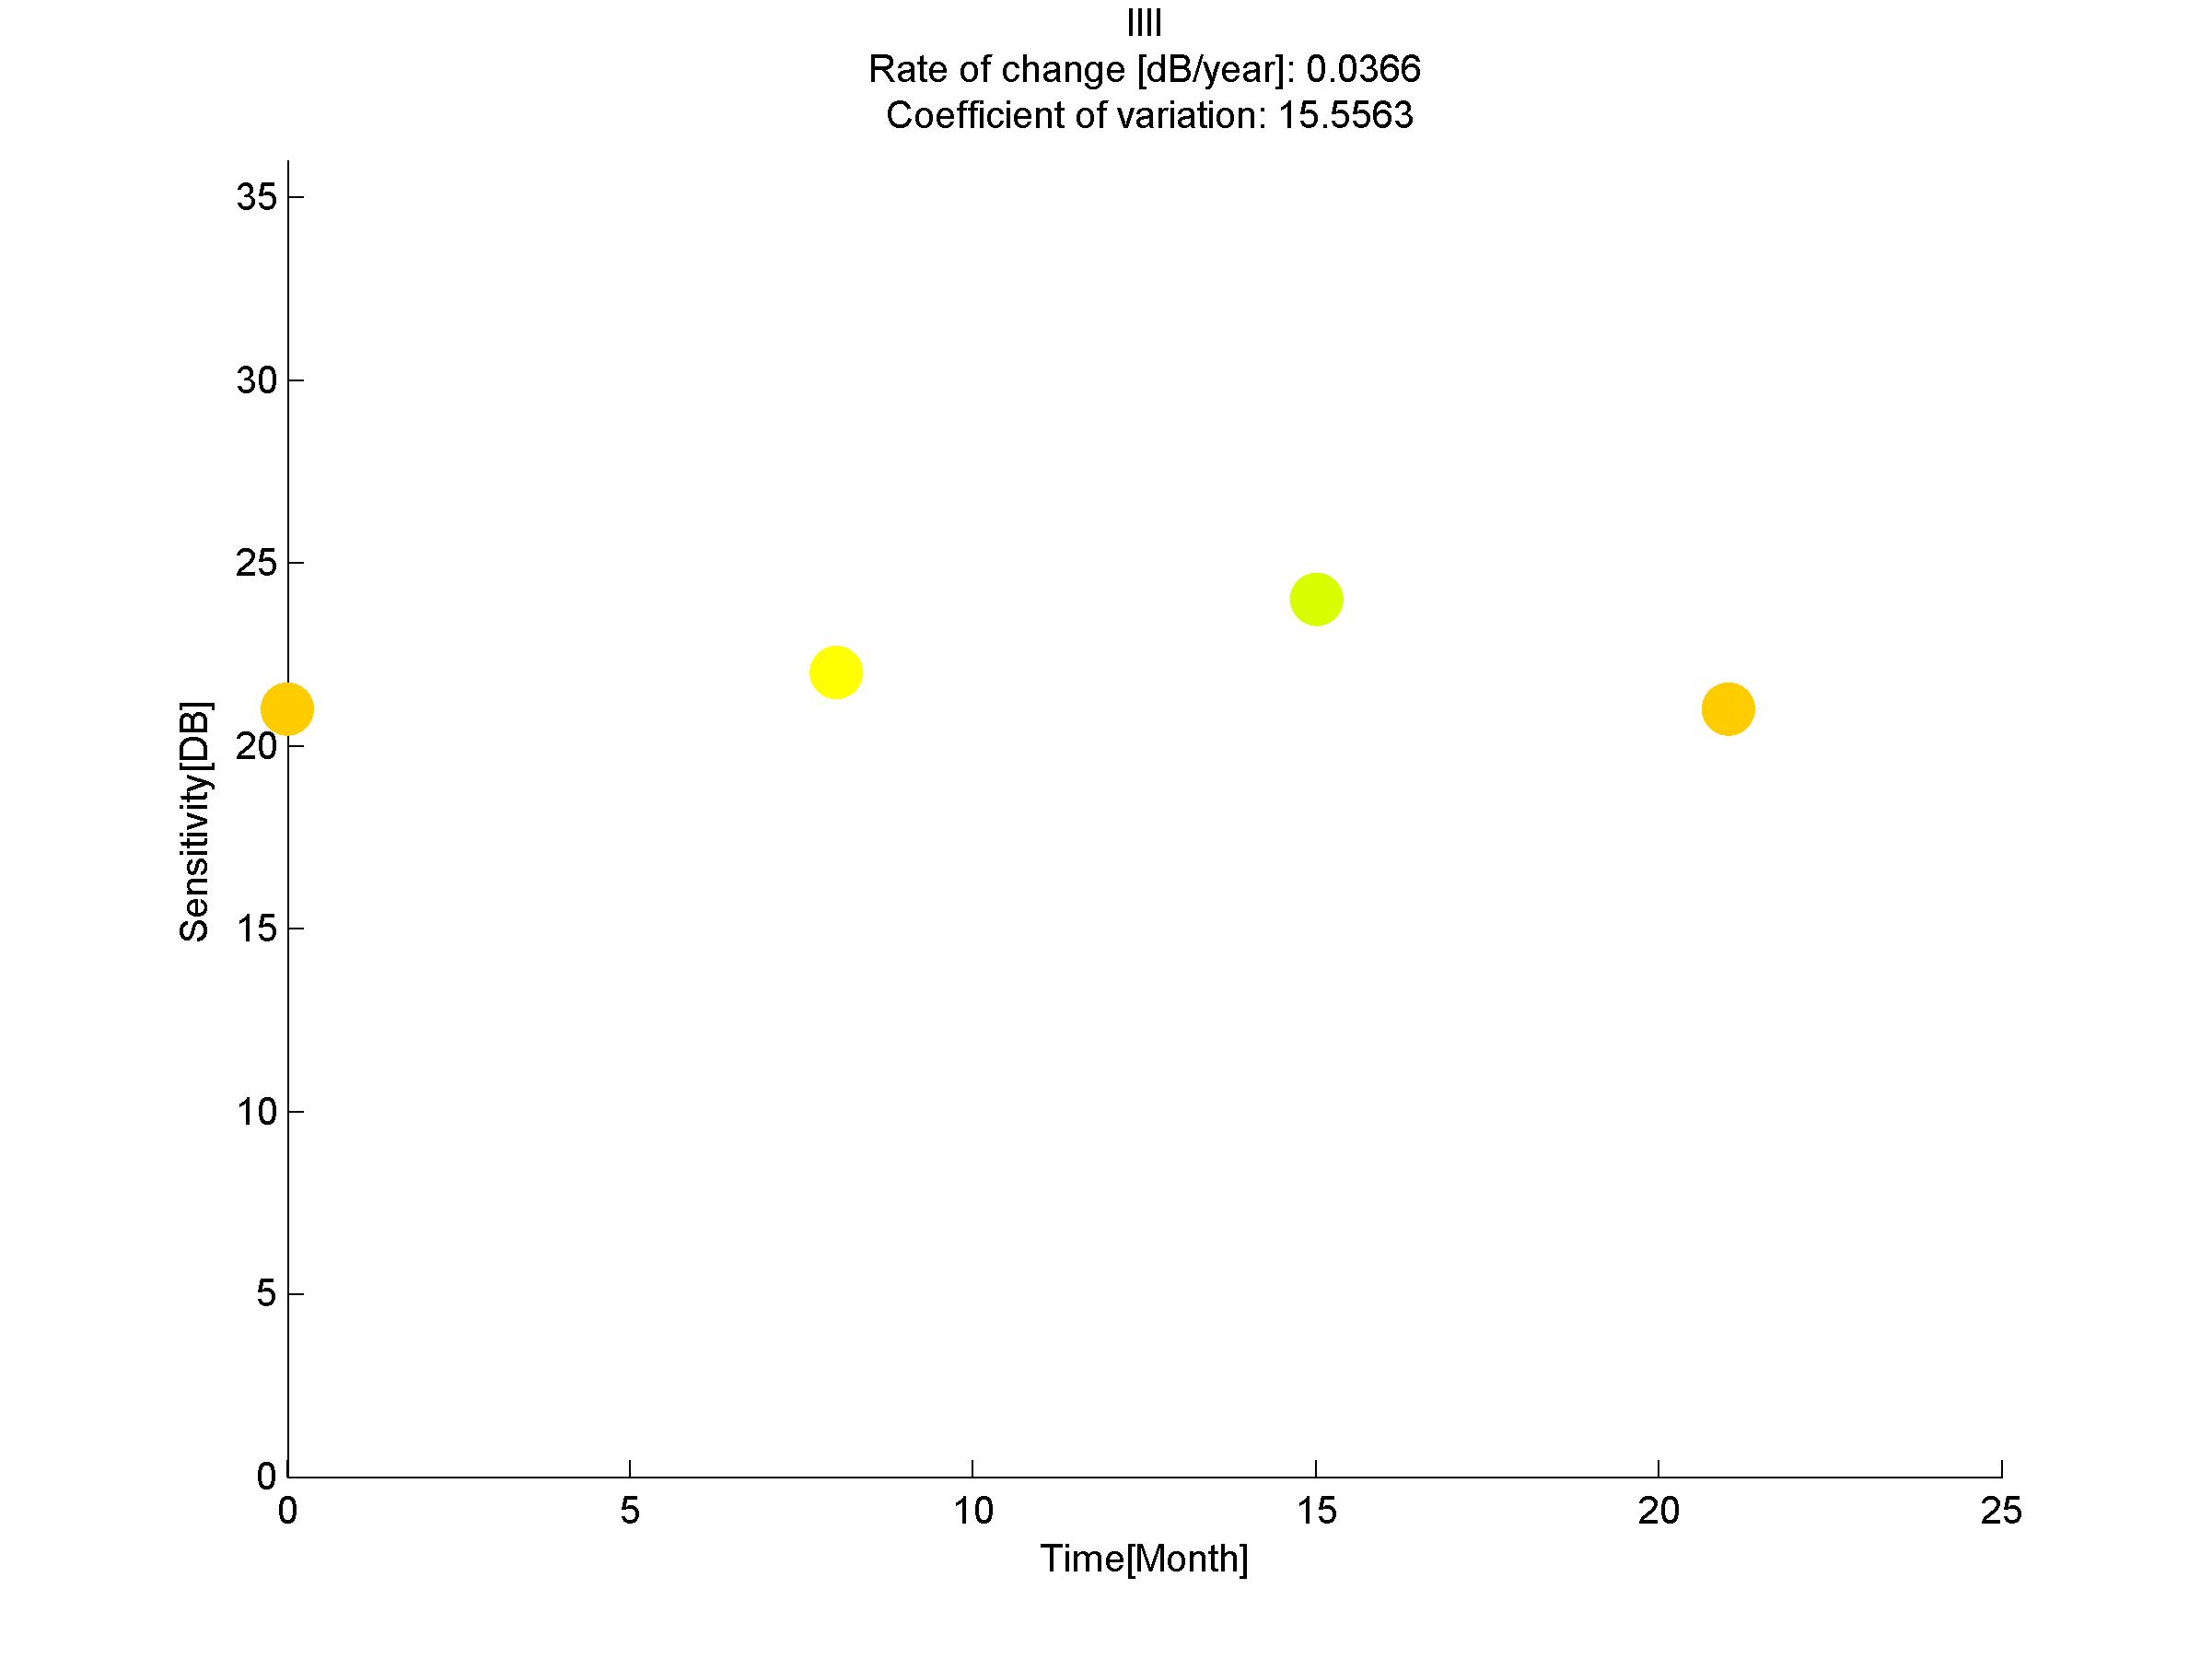 IIII
Rate of change [dB/year]: 0.0366
Coefficient of variation: 15.5563
35
30
25
20
15
10
5
0
Sensitivity[DB]
0 5 10 15 20 25
Time[Month]